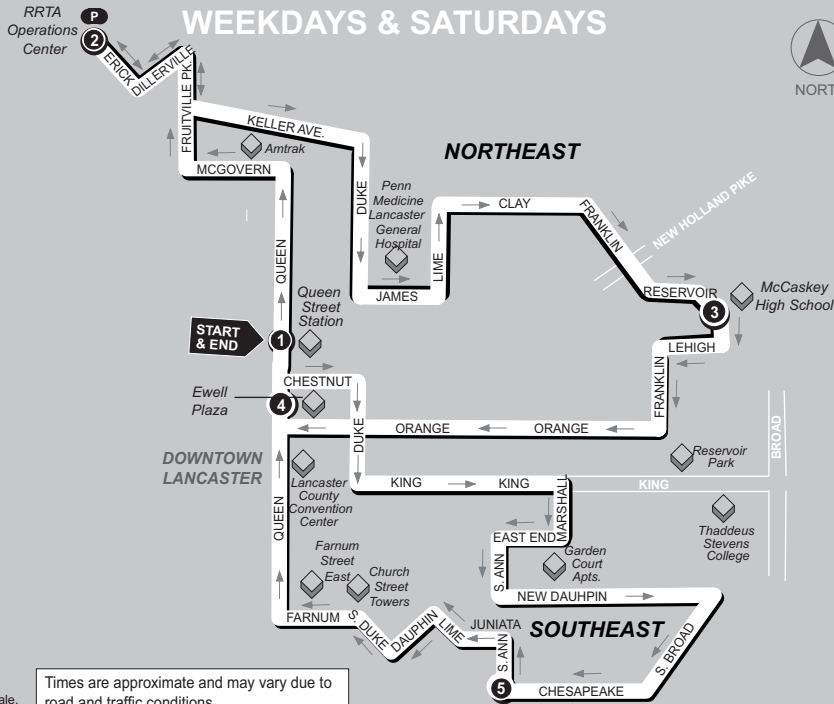 WEEKDAYS & SATURDAYS
RRTA
Operations
Center
P
2
ERICK
DILLERVILLE
FRUITVILLE PK.
KELLER AVE.
Amtrak
MCGOVERN
NORTHEAST
NORT
DUKE
Penn
Medicine
Lancaster
General
Hospital
LIME
CLAY
FRANKLIN
NEW HOLLAND PIKE
JAMES
RESERVOIR
McCaskey
High School
3
QUEEN
Queen
Street
Station
START
& END
1
LEHIGH
FRANKLIN
CHESTNUT
Ewell
Plaza
4
DUKE
ORANGE
ORANGE
BROAD
DOWNTOWN
LANCASTER
Reservoir
Park
Lancaster
County
Convention
Center
KING
KING
MARSHALL
KING
QUEEN
Thaddeus
Stevens
College
EAST END
S. ANN
Garden
Court
Apts.
Farnum
Street
East
Church
Street
Towers
NEW DAUHPIN
FARNUM
S. DUKE
DAUPHIN
LIME
JUNIATA
SOUTHEAST
S. ANN
S. BROAD
5
CHESAPEAKE
Times are approximate and may vary due to
road and traffic conditions
ale.